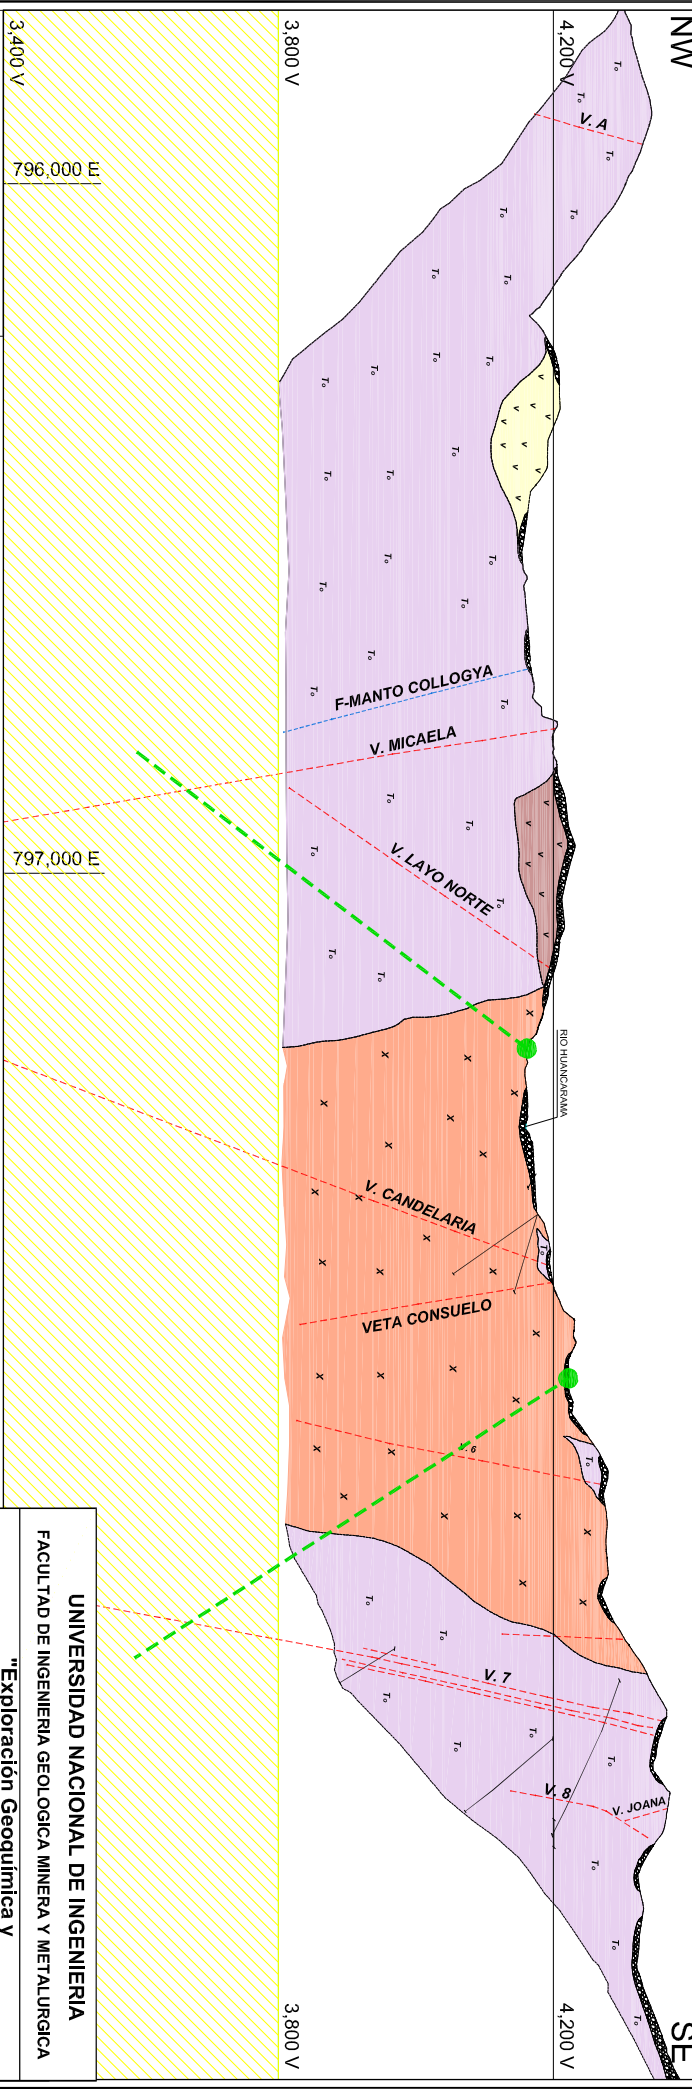 NW
SE
4,200 V
4,200 V
3,800 V
3,800 V
3,400 V
796,000 E
797,000 E
V. A
F-MANTO COLLOGYA
V. MICAELA
V. LAYO NORTE
RIO HUANCARAMA
V. CANDELARIA
VETA CONSUELO
V. 7
V. 8
V. JOANA
UNIVERSIDAD NACIONAL DE INGENIERIA
FACULTAD DE INGENIERIA GEOLOGICA MINERA Y METALURGICA
"Exploración Geoquímica y